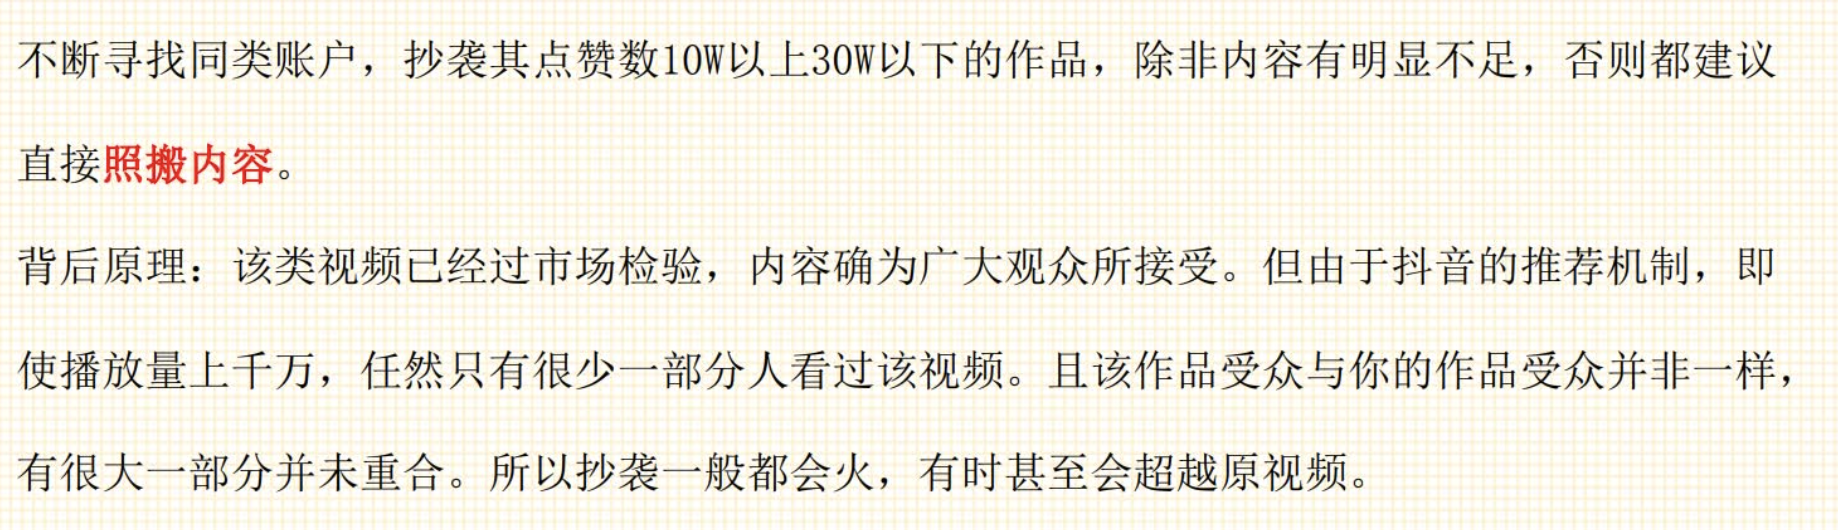 不断寻找同类账户，抄袭其点赞数10W以上30W以下的作品，除非内容有明显不足，否则都建议
直接照搬内容。
背后原理：该类视频已经过市场检验，内容确为广大观众所接受。但由于抖音的推荐机制，即
使播放量上千万，任然只有很少一部分人看过该视频。且该作品受众与你的作品受众并非一样，
有很大一部分并未重合。所以抄袭一般都会火，有时甚至会超越原视频。